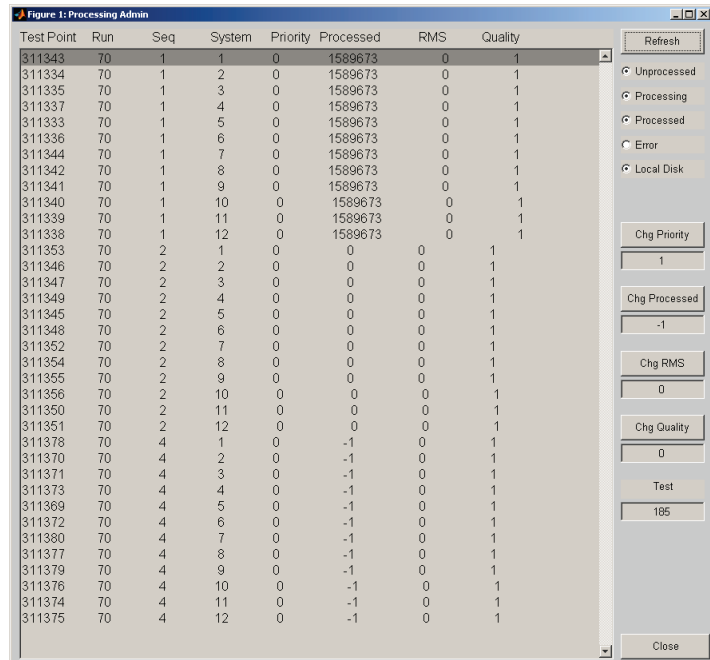 Figure 1: Processing Admin
Test Point Run Seq System Priority Processed RMS Quality
311343 70 1 1 0 1589673 0 1
311334 70 1 2 0 1589673 0 1
311335 70 1 3 0 1589673 0 1
311337 70 1 4 0 1589673 0 1
311333 70 1 5 0 1589673 0 1
311336 70 1 6 0 1589673 0 1
311344 70 1 7 0 1589673 0 1
311342 70 1 8 0 1589673 0 1
311341 70 1 9 0 1589673 0 1
311340 70 1 10 0 1589673 0 1
311339 70 1 11 0 1589673 0 1
311338 70 1 12 0 1589673 0 1
311353 70 2 1 0 0 0 1
311346 70 2 2 0 0 0 1
311347 70 2 3 0 0 0 1
311349 70 2 4 0 0 0 1
311345 70 2 5 0 0 0 1
311348 70 2 6 0 0 0 1
311352 70 2 7 0 0 0 1
311354 70 2 8 0 0 0 1
311355 70 2 9 0 0 0 1
311356 70 2 10 0 0 0 1
311350 70 2 11 0 0 0 1
311351 70 2 12 0 0 0 1
311378 70 4 1 0 -1 0 1
311370 70 4 2 0 -1 0 1
311371 70 4 3 0 -1 0 1
311373 70 4 4 0 -1 0 1
311369 70 4 5 0 -1 0 1
311372 70 4 6 0 -1 0 1
311380 70 4 7 0 -1 0 1
311377 70 4 8 0 -1 0 1
311379 70 4 9 0 -1 0 1
311376 70 4 10 0 -1 0 1
311374 70 4 11 0 -1 0 1
311375 70 4 12 0 -1 0 1
Refresh
Unprocessed
Processing
Processed
Error
Local Disk
Chg Priority
1
Chg Processed
-1
Chg RMS
0
Chg Quality
0
Test
185
Close